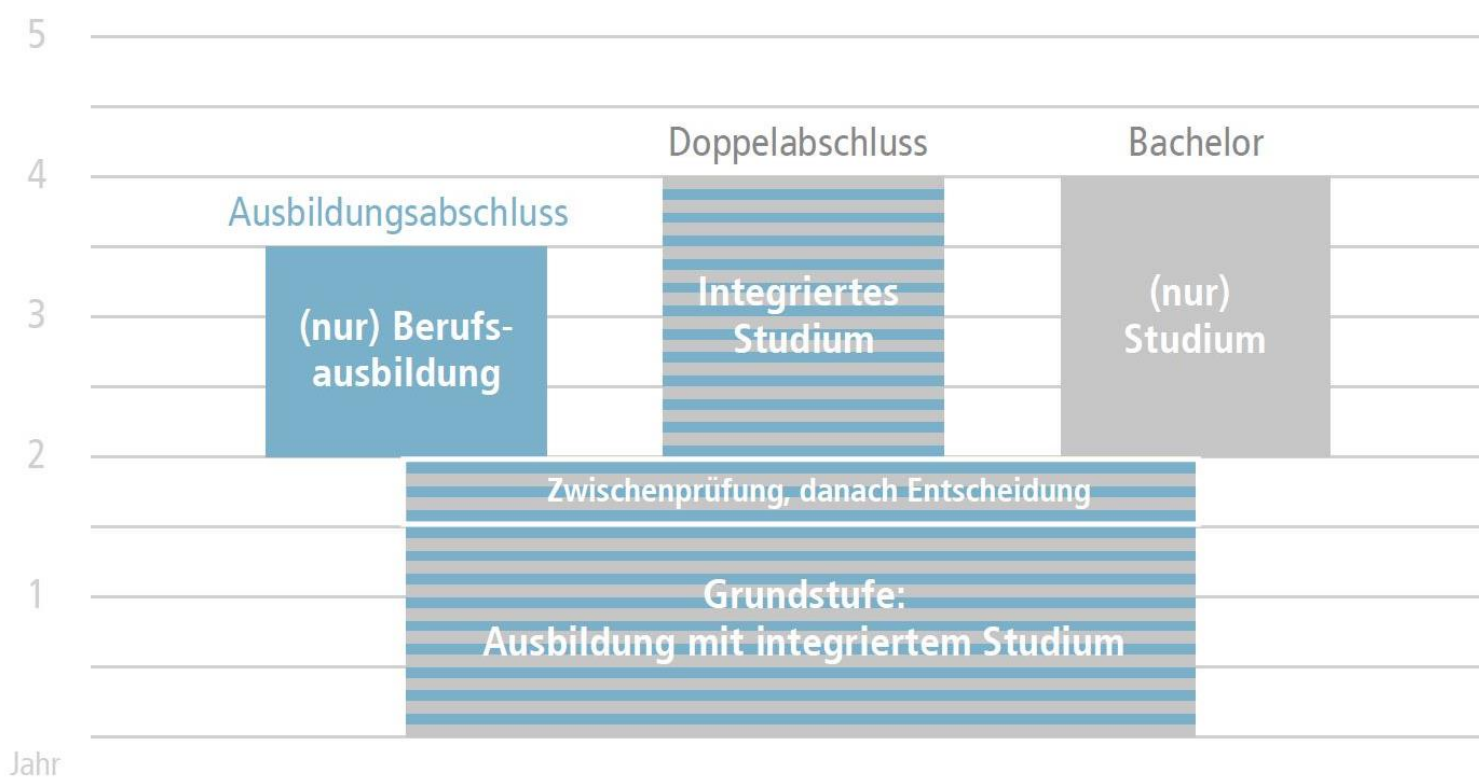 5
Doppelabschluss
Bachelor
4
Ausbildungsabschluss
(nur) Berufs-
ausbildung
Integriertes
Studium
(nur)
Studium
3
2
Zwischenprüfung, danach Entscheidung
1
Grundstufe:
Ausbildung mit integriertem Studium
Jahr